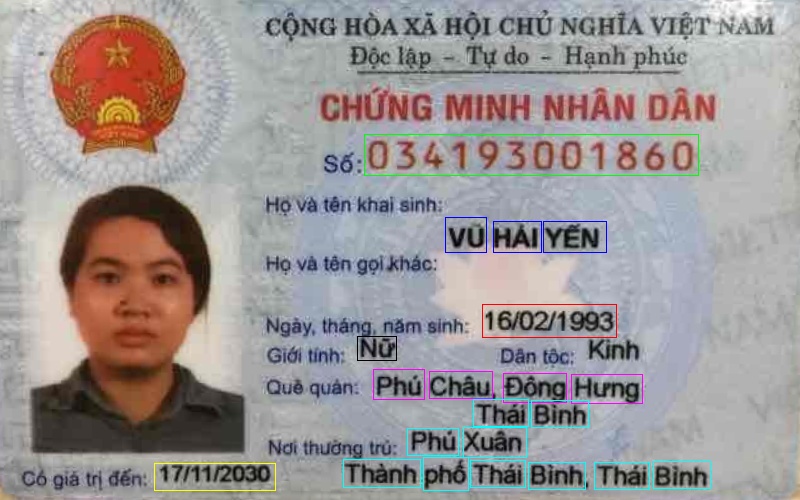 CỘNG HÒA XÃ HỘI CHỦ NGHĨA VIỆT NAM
Độc lập - Tự do - Hạnh phúc
CHỨNG MINH NHÂN DÂN
Số: 034193001860
Họ và tên khai sinh:
VŨ HẢI YẾN
Họ và tên gọi khác:
Ngày, tháng, năm sinh: 16/02/1993
Giới tính: Nữ Dân tộc: Kinh
Quê quán: Phú Châu, Đông Hưng
Thái Bình
Nơi thường trú: Phú Xuân
Thành phố Thái Bình, Thái Bình
Có giá trị đến: 17/11/2030